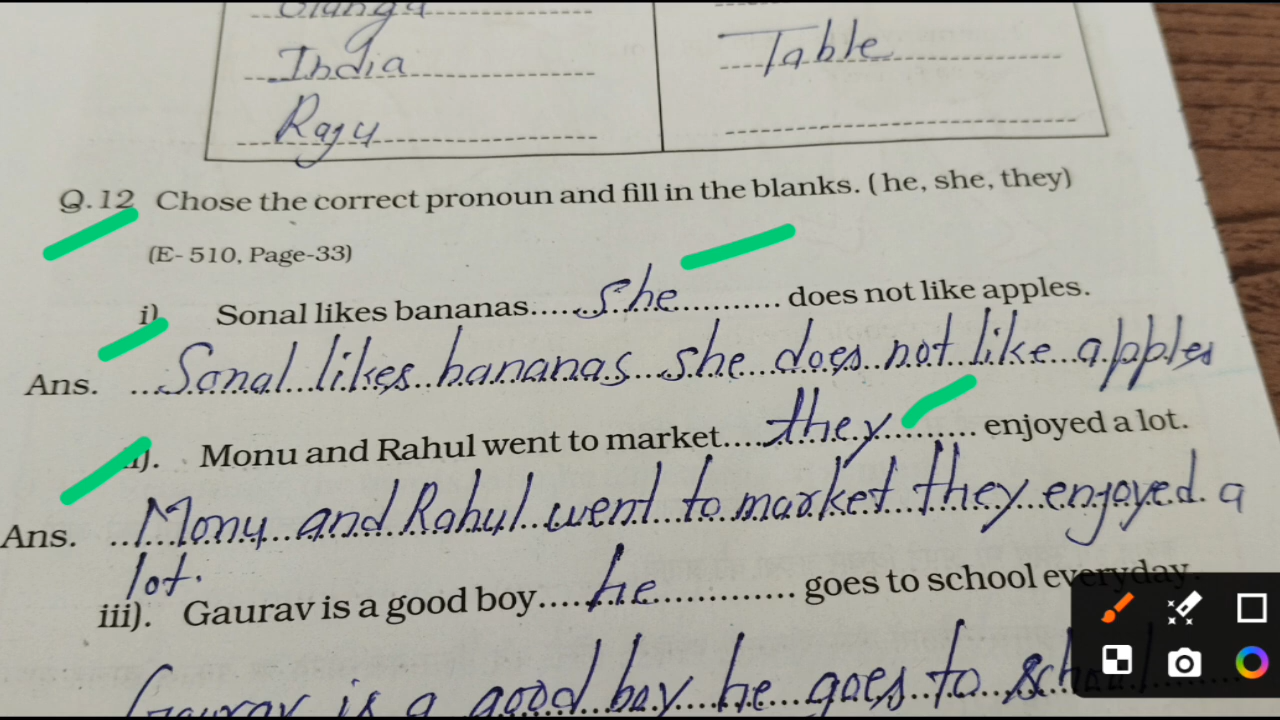 Ganga
India Table
Raju
Q.12 Chose the correct pronoun and fill in the blanks. (he, she, they)
(E- 510, Page-33)
i). Sonal likes bananas....she.......... does not like apples.
Ans. Sonal likes bananas she does not like apples
ii). Monu and Rahul went to market....they.......... enjoyed a lot.
Ans. Monu and Rahul went to market they enjoyed a
lot.
iii). Gaurav is a good boy....he.............. goes to school everyday.
Gaurav is a good boy he goes to school